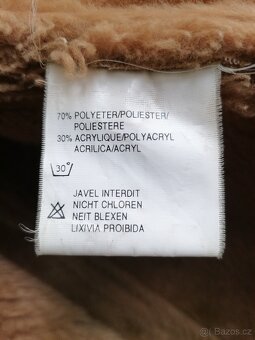 70% POLYETER/POLIESTER/
POLIESTERE
30% ACRYLIQUE/POLYACRYL
ACRILICA/ACRYL
30°
JAVEL INTERDIT
NICHT CHLOREN
NEIT BLEXEN
LIXIVIA PROIBIDA
© Bazos.cz